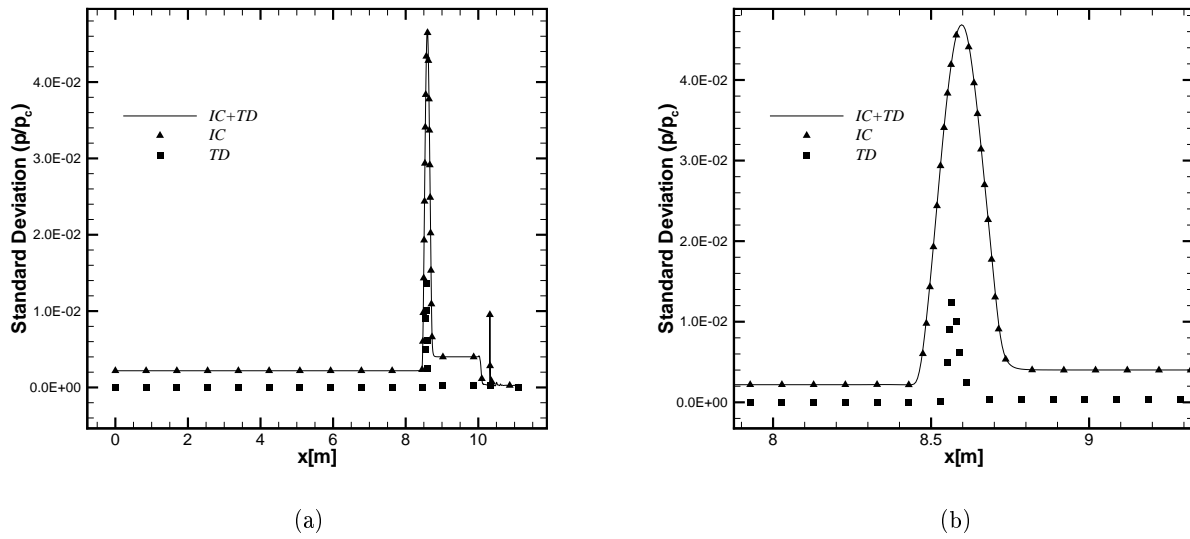 Standard Deviation (p/pc)
4.0E-02
3.0E-02
2.0E-02
1.0E-02
0.0E+00
IC+TD
IC
TD
0 2 4 6 8 10
x[m]
(a)
Standard Deviation (p/pc)
4.0E-02
3.0E-02
2.0E-02
1.0E-02
0.0E+00
IC+TD
IC
TD
8 8.5 9
x[m]
(b)